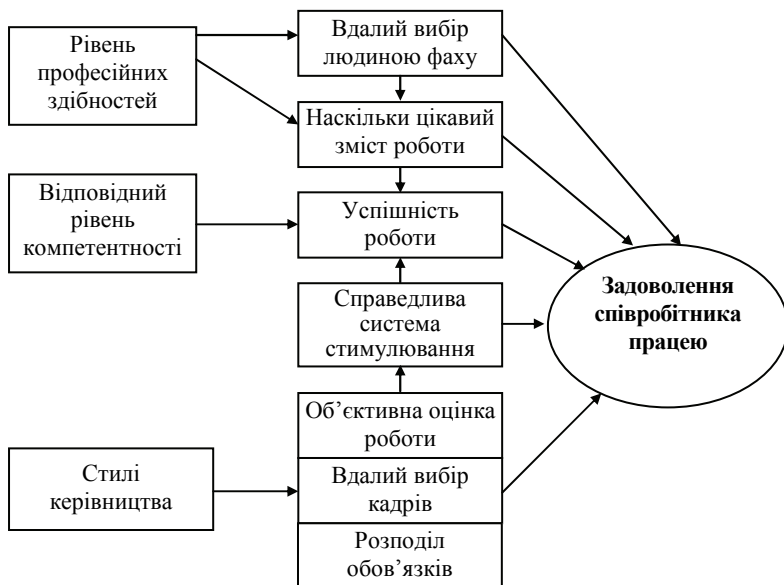 Рівень
професійних
здібностей
Вдалий вибір
людиною фаху
Наскільки цікавий
зміст роботи
Відповідний
рівень
компетентності
Успішність
роботи
Задоволення
співробітника
працею
Справедлива
система
стимулювання
Об’єктивна оцінка
роботи
Стилі
керівництва
Вдалий вибір
кадрів
Розподіл
обов’язків